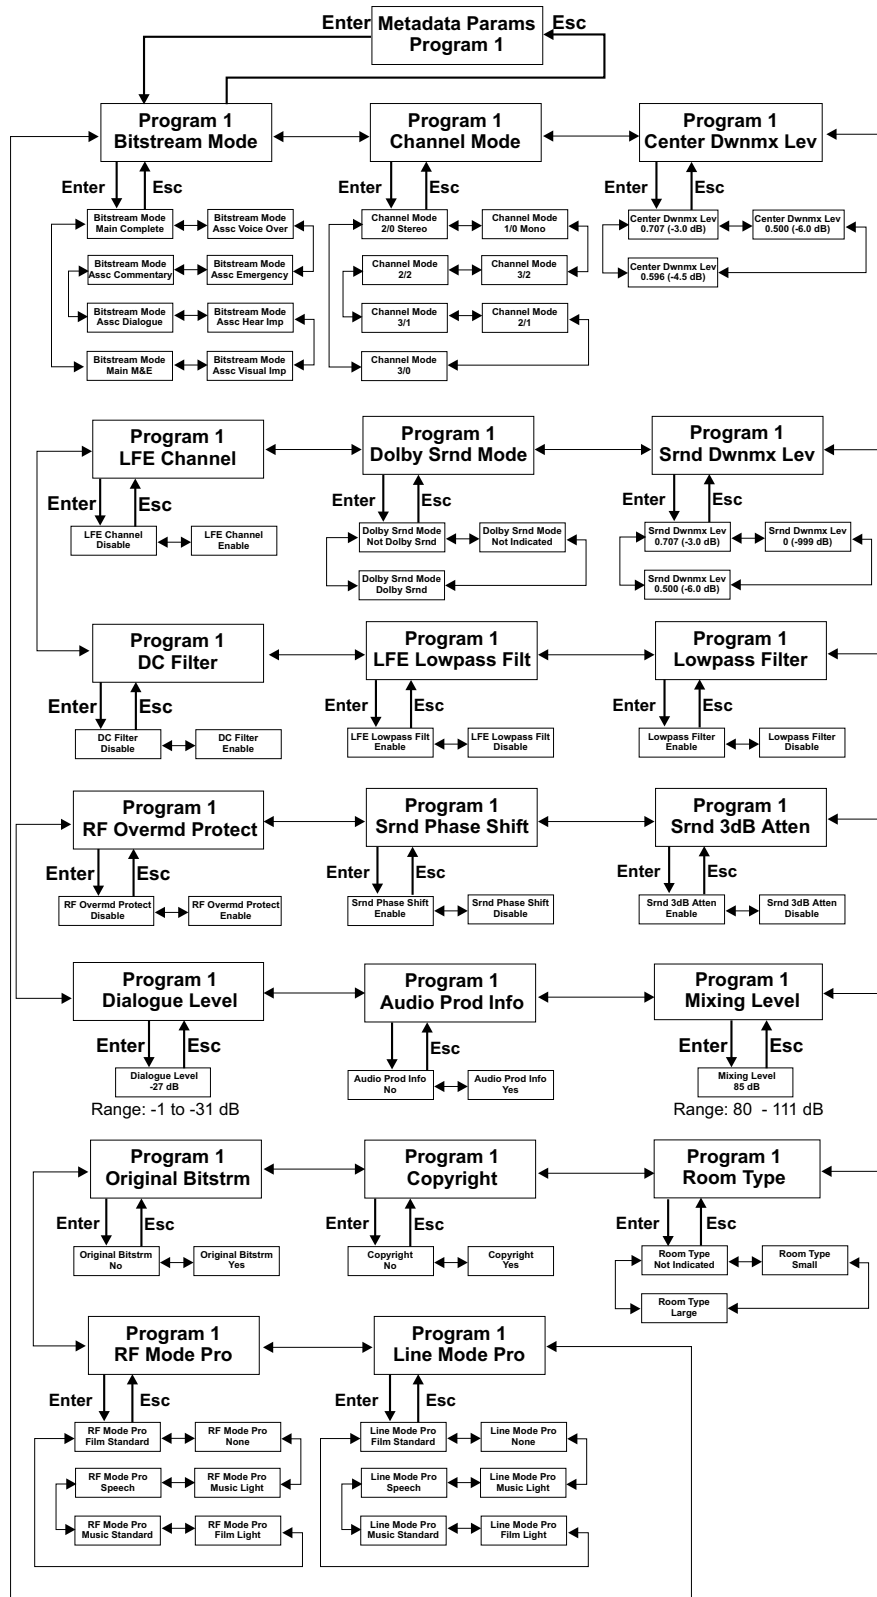 Enter
Metadata Params
Program 1
Esc
Program 1
Bitstream Mode
Program 1
Channel Mode
Program 1
Center Dwnmx Lev
Enter
Esc
Enter
Esc
Enter
Esc
Bitstream Mode
Main Complete
Bitstream Mode
Assc Voice Over
Channel Mode
2/0 Stereo
Channel Mode
1/0 Mono
Center Dwnmx Lev
0.707 (-3.0 dB)
Center Dwnmx Lev
0.500 (-6.0 dB)
Bitstream Mode
Assc Commentary
Bitstream Mode
Assc Emergency
Channel Mode
2/2
Channel Mode
3/2
Center Dwnmx Lev
0.596 (-4.5 dB)
Bitstream Mode
Assc Dialogue
Bitstream Mode
Assc Hear Imp
Channel Mode
3/1
Channel Mode
2/1
Bitstream Mode
Main M&E
Bitstream Mode
Assc Visual Imp
Channel Mode
3/0
Program 1
LFE Channel
Program 1
Dolby Srnd Mode
Program 1
Srnd Dwnmx Lev
Enter
Esc
Enter
Esc
Enter
Esc
LFE Channel
Disable
LFE Channel
Enable
Dolby Srnd Mode
Not Dolby Srnd
Dolby Srnd Mode
Not Indicated
Srnd Dwnmx Lev
0.707 (-3.0 dB)
Srnd Dwnmx Lev
0 (-999 dB)
Dolby Srnd Mode
Dolby Srnd
Srnd Dwnmx Lev
0.500 (-6.0 dB)
Program 1
DC Filter
Program 1
LFE Lowpass Filt
Program 1
Lowpass Filter
Enter
Esc
Enter
Esc
Enter
Esc
DC Filter
Disable
DC Filter
Enable
LFE Lowpass Filt
Enable
LFE Lowpass Filt
Disable
Lowpass Filter
Enable
Lowpass Filter
Disable
Program 1
RF Overmd Protect
Program 1
Srnd Phase Shift
Program 1
Srnd 3dB Atten
Enter
Esc
Enter
Esc
Enter
Esc
RF Overmd Protect
Disable
RF Overmd Protect
Enable
Srnd Phase Shift
Enable
Srnd Phase Shift
Disable
Srnd 3dB Atten
Enable
Srnd 3dB Atten
Disable
Program 1
Dialogue Level
Program 1
Audio Prod Info
Program 1
Mixing Level
Enter
Esc
Enter
Esc
Enter
Esc
Dialogue Level
-27 dB
Audio Prod Info
No
Audio Prod Info
Yes
Mixing Level
85 dB
Range: -1 to -31 dB
Range: 80 - 111 dB
Program 1
Original Bitstrm
Program 1
Copyright
Program 1
Room Type
Enter
Esc
Enter
Esc
Enter
Esc
Original Bitstrm
No
Original Bitstrm
Yes
Copyright
No
Copyright
Yes
Room Type
Not Indicated
Room Type
Small
Room Type
Large
Program 1
RF Mode Pro
Program 1
Line Mode Pro
Enter
Esc
Enter
Esc
RF Mode Pro
Film Standard
RF Mode Pro
None
Line Mode Pro
Film Standard
Line Mode Pro
None
RF Mode Pro
Speech
RF Mode Pro
Music Light
Line Mode Pro
Speech
Line Mode Pro
Music Light
RF Mode Pro
Music Standard
RF Mode Pro
Film Light
Line Mode Pro
Music Standard
Line Mode Pro
Film Light